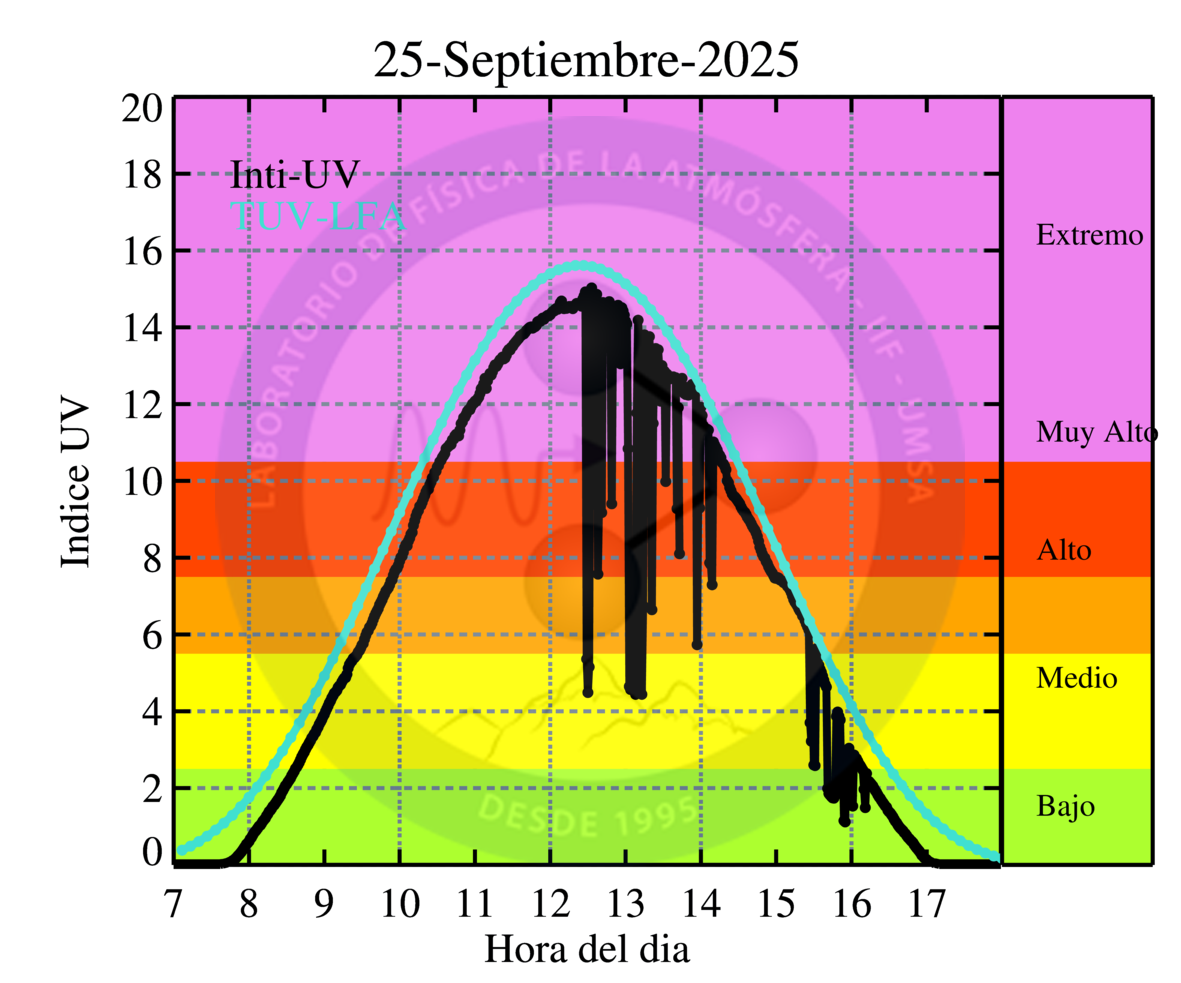 25-Septiembre-2025
Indice UV
20
18
16
14
12
10
8
6
4
2
0
Inti-UV
TUV-LFA
LABORATORIO DE FÍSICA DE LA ATMÓSFERA - IIF - UMSA
DESDE 1995
Extremo
Muy Alto
Alto
Medio
Bajo
7 8 9 10 11 12 13 14 15 16 17
Hora del dia